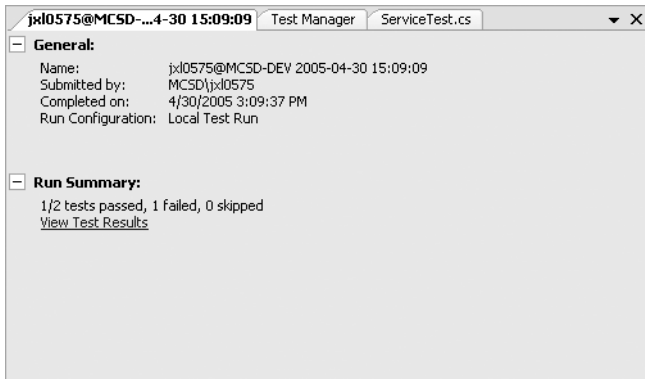 jxl0575@MCSD-...4-30 15:09:09 Test Manager ServiceTest.cs
General:
Name: jxl0575@MCSD-DEV 2005-04-30 15:09:09
Submitted by: MCSD\jxl0575
Completed on: 4/30/2005 3:09:37 PM
Run Configuration: Local Test Run
Run Summary:
1/2 tests passed, 1 failed, 0 skipped
View Test Results